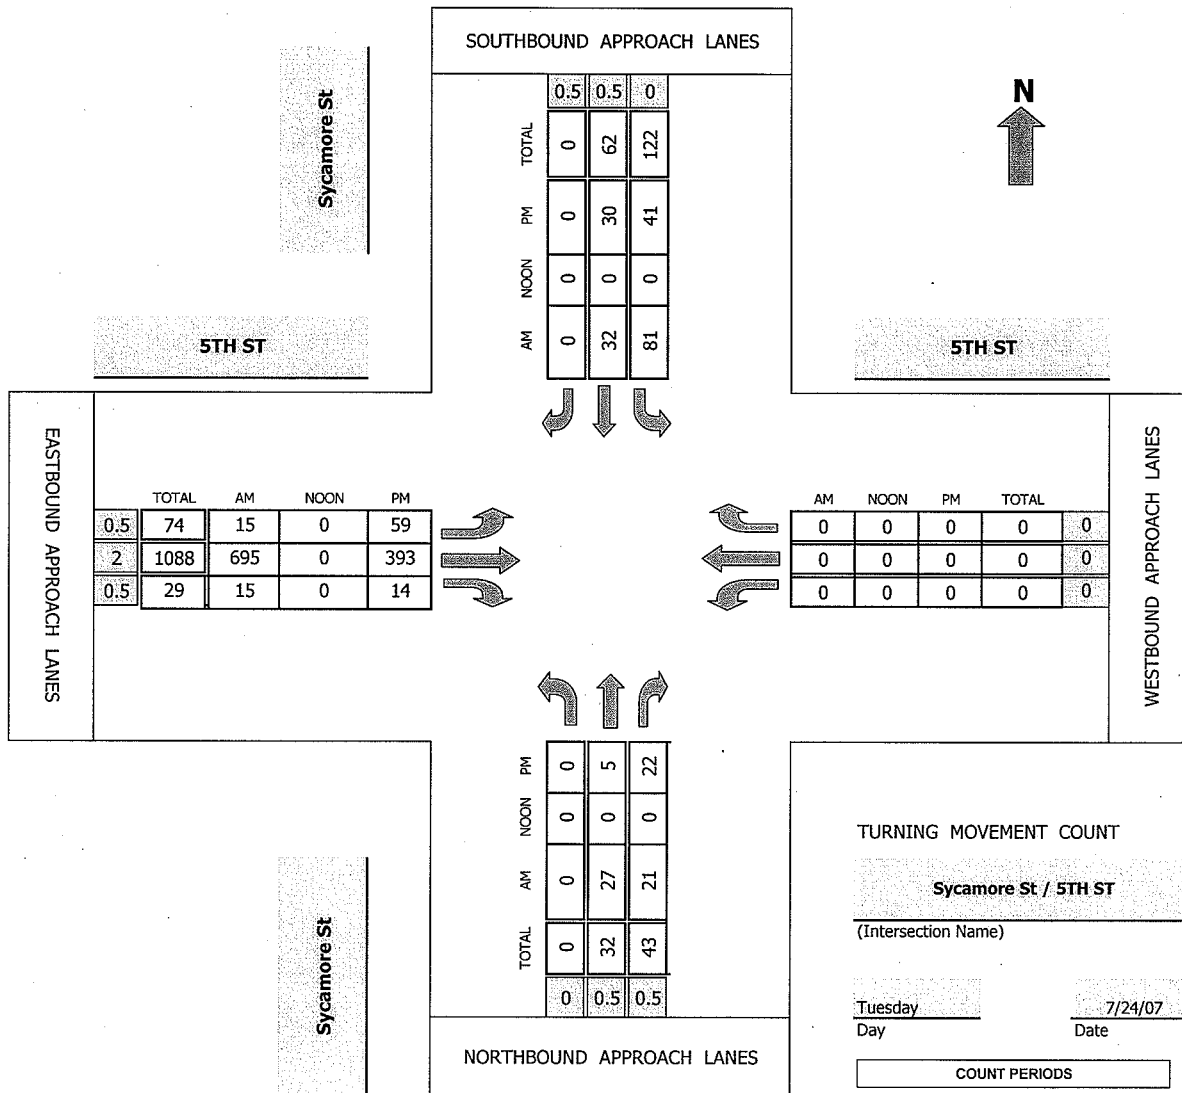 SOUTHBOUND APPROACH LANES
0.5 0.5 0
TOTAL 0 62 122
PM 0 30 41
NOON 0 0 0
AM 0 32 81
Sycamore St
N
5TH ST
5TH ST
EASTBOUND APPROACH LANES
TOTAL AM NOON PM
0.5 74 15 0 59
2 1088 695 0 393
0.5 29 15 0 14
AM NOON PM TOTAL
0 0 0 0 0
0 0 0 0 0
0 0 0 0 0
WESTBOUND APPROACH LANES
PM 0 5 22
NOON 0 0 0
AM 0 27 21
TOTAL 0 32 43
0 0.5 0.5
NORTHBOUND APPROACH LANES
Sycamore St
TURNING MOVEMENT COUNT
Sycamore St / 5TH ST
(Intersection Name)
Tuesday 7/24/07
Day Date
COUNT PERIODS